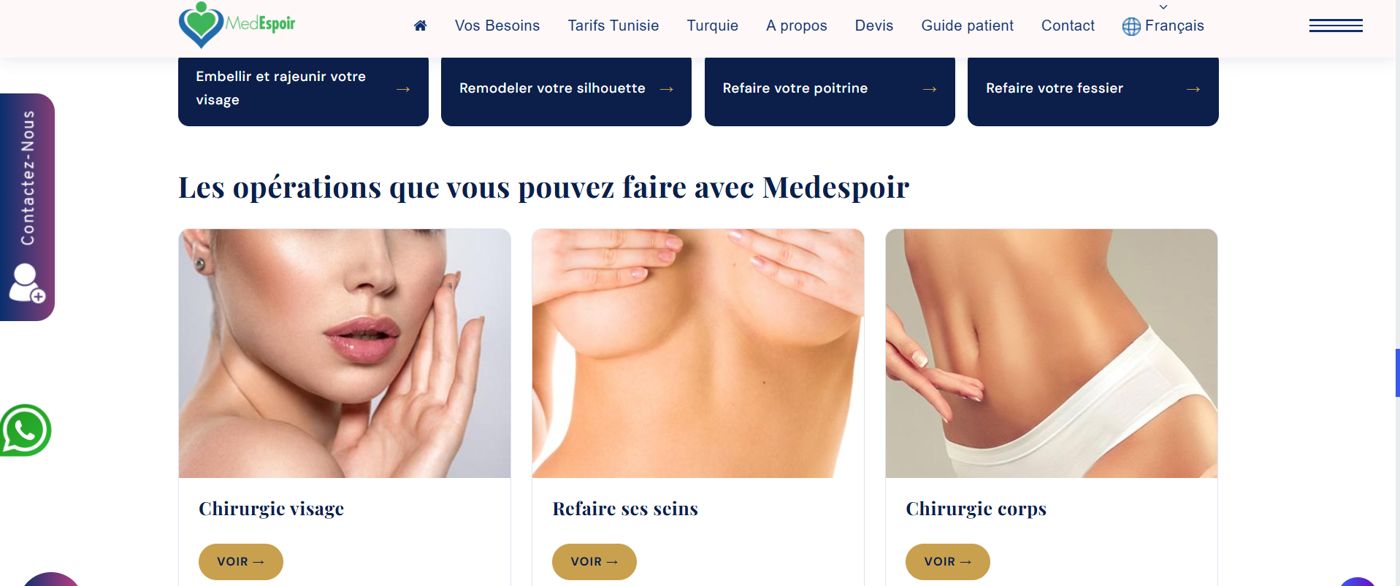 MedEspoir
Vos Besoins
Tarifs Tunisie
Turquie
A propos
Devis
Guide patient
Contact
Français
Embellir et rajeunir votre
visage →
Remodeler votre silhouette →
Refaire votre poitrine →
Refaire votre fessier →
Contactez-Nous
Les opérations que vous pouvez faire avec Medespoir
Chirurgie visage
Refaire ses seins
Chirurgie corps
VOIR →
VOIR →
VOIR →